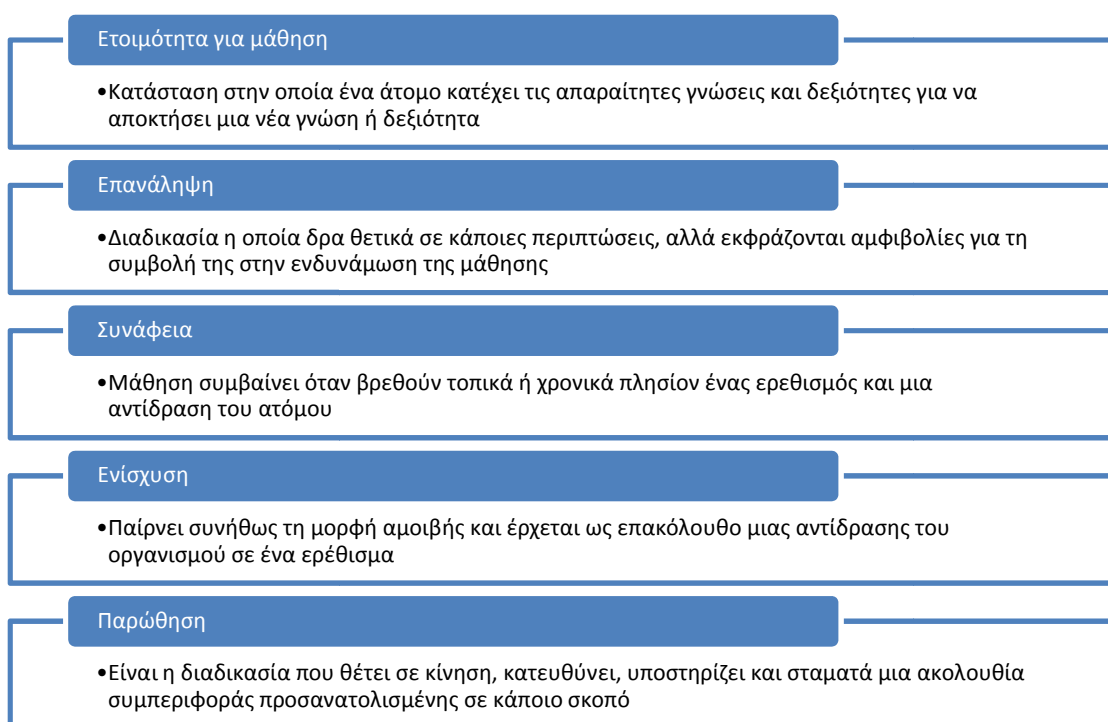 Ετοιμότητα για μάθηση
•Κατάσταση στην οποία ένα άτομο κατέχει τις απαραίτητες γνώσεις και δεξιότητες για να
αποκτήσει μια νέα γνώση ή δεξιότητα
Επανάληψη
•Διαδικασία η οποία δρα θετικά σε κάποιες περιπτώσεις, αλλά εκφράζονται αμφιβολίες για τη
συμβολή της στην ενδυνάμωση της μάθησης
Συνάφεια
•Μάθηση συμβαίνει όταν βρεθούν τοπικά ή χρονικά πλησίον ένας ερεθισμός και μια
αντίδραση του ατόμου
Ενίσχυση
•Παίρνει συνήθως τη μορφή αμοιβής και έρχεται ως επακόλουθο μιας αντίδρασης του
οργανισμού σε ένα ερέθισμα
Παρώθηση
•Είναι η διαδικασία που θέτει σε κίνηση, κατευθύνει, υποστηρίζει και σταματά μια ακολουθία
συμπεριφοράς προσανατολισμένης σε κάποιο σκοπό